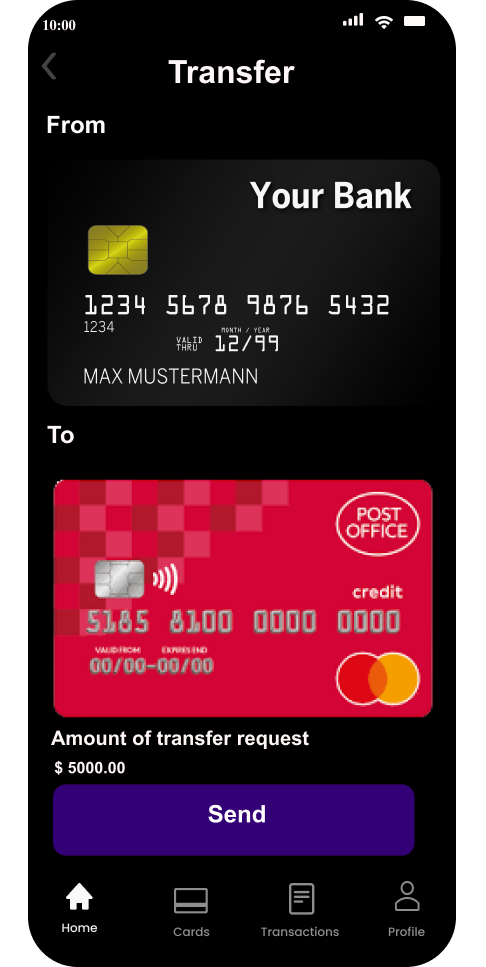 10:00
Transfer
From
Your Bank
1234 5678 9876 5432
1234
MONTH / YEAR
VALID THRU 12/99
MAX MUSTERMANN
To
POST OFFICE
credit
5185 8100 0000 0000
VALID FROM EXPIRES END
00/00-00/00
Amount of transfer request
$ 5000.00
Send
Home Cards Transactions Profile